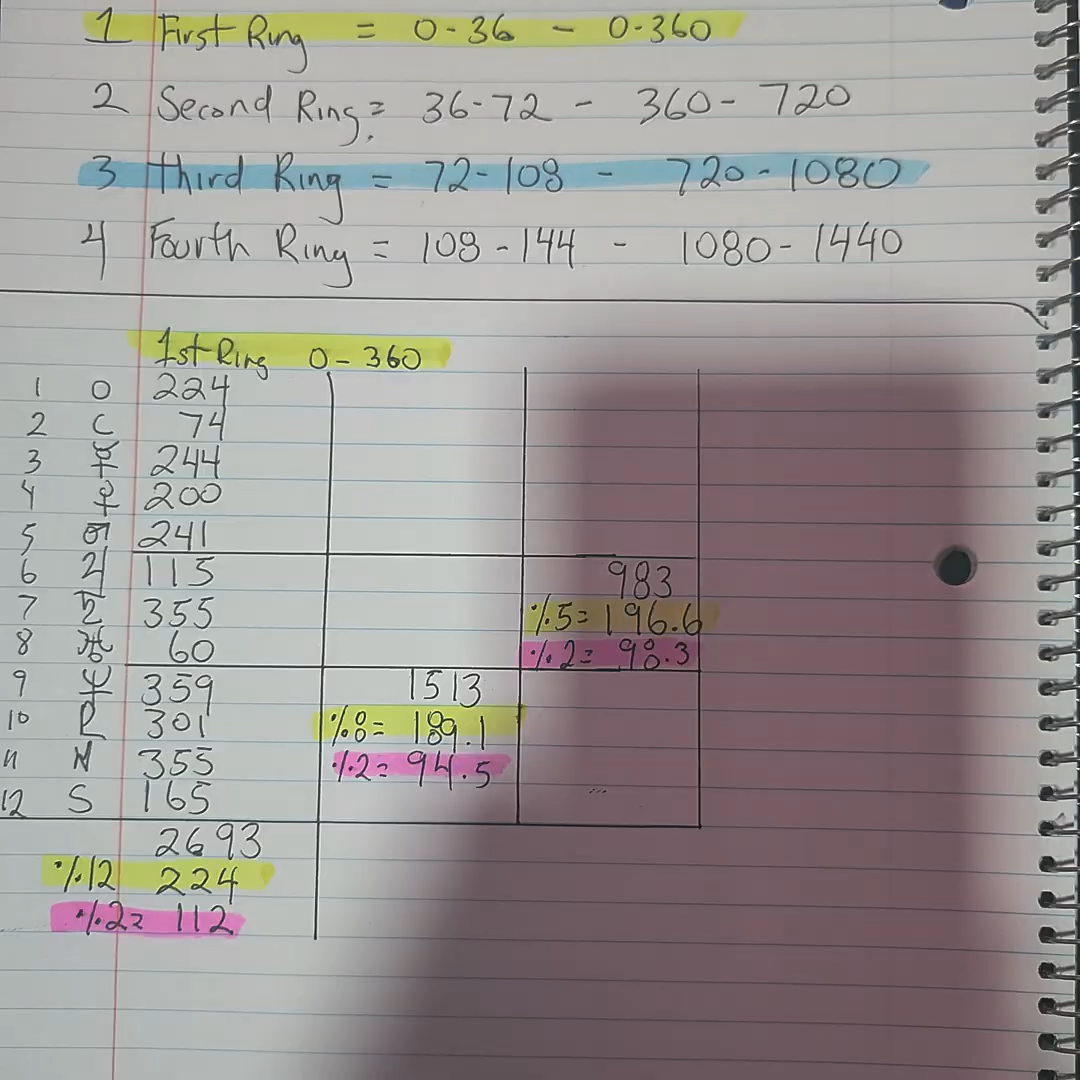 1 First Ring = 0-36 - 0-360
2 Second Ring = 36-72 - 360-720
3 Third Ring = 72-108 - 720-1080
4 Fourth Ring = 108-144 - 1080-1440
1st Ring 0-360
1 O 224
2 C 74
3 ☿ 244
4 ♀ 200
5 ♂ 241
6 ♃ 115 983
7 ♄ 355 ٪5= 196.6
8 ♅ 60 ٪2= 98.3
9 ♆ 359 1513
10 P 301 ٪8= 189.1
11 N 355 ٪2= 94.5
12 S 165
2693
٪12 224
٪2= 112